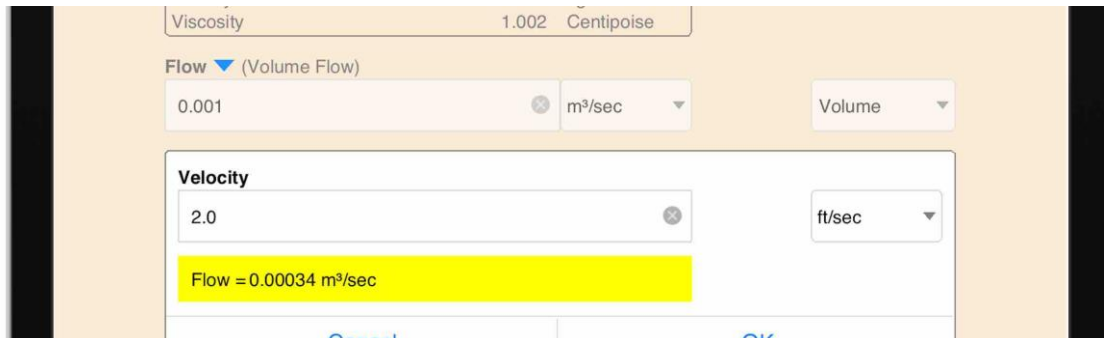 Viscosity 1.002 Centipoise
Flow (Volume Flow)
0.001 m³/sec Volume
Velocity
2.0 ft/sec
Flow = 0.00034 m³/sec